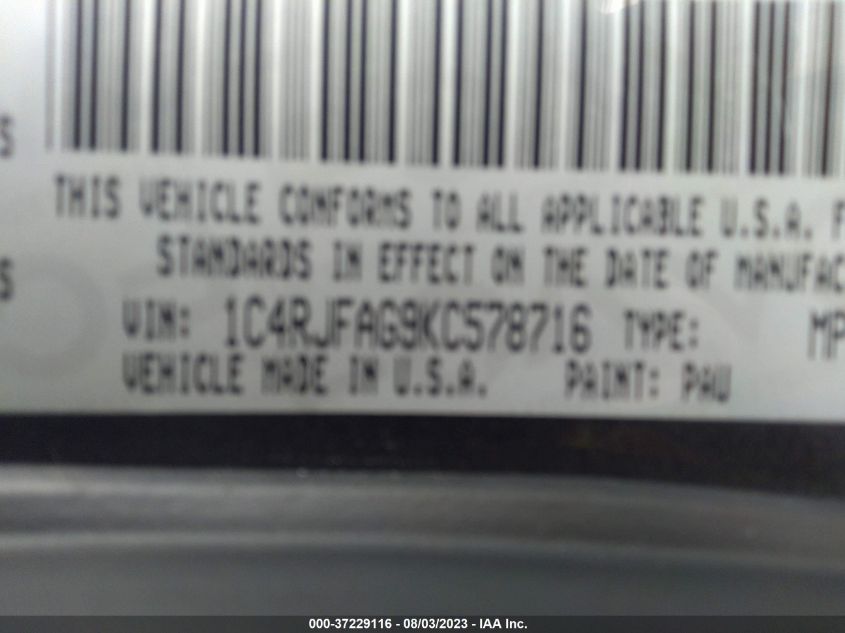 S
THIS VEHICLE CONFORMS TO ALL APPLICABLE U.S.A. F
S
STANDARDS IN EFFECT ON THE DATE OF MANUFAC
VIN: 1C4RJFAG9KC578716 TYPE: MP
VEHICLE MADE IN U.S.A. PAINT: PAU
000-37229116 - 08/03/2023 - IAA Inc.